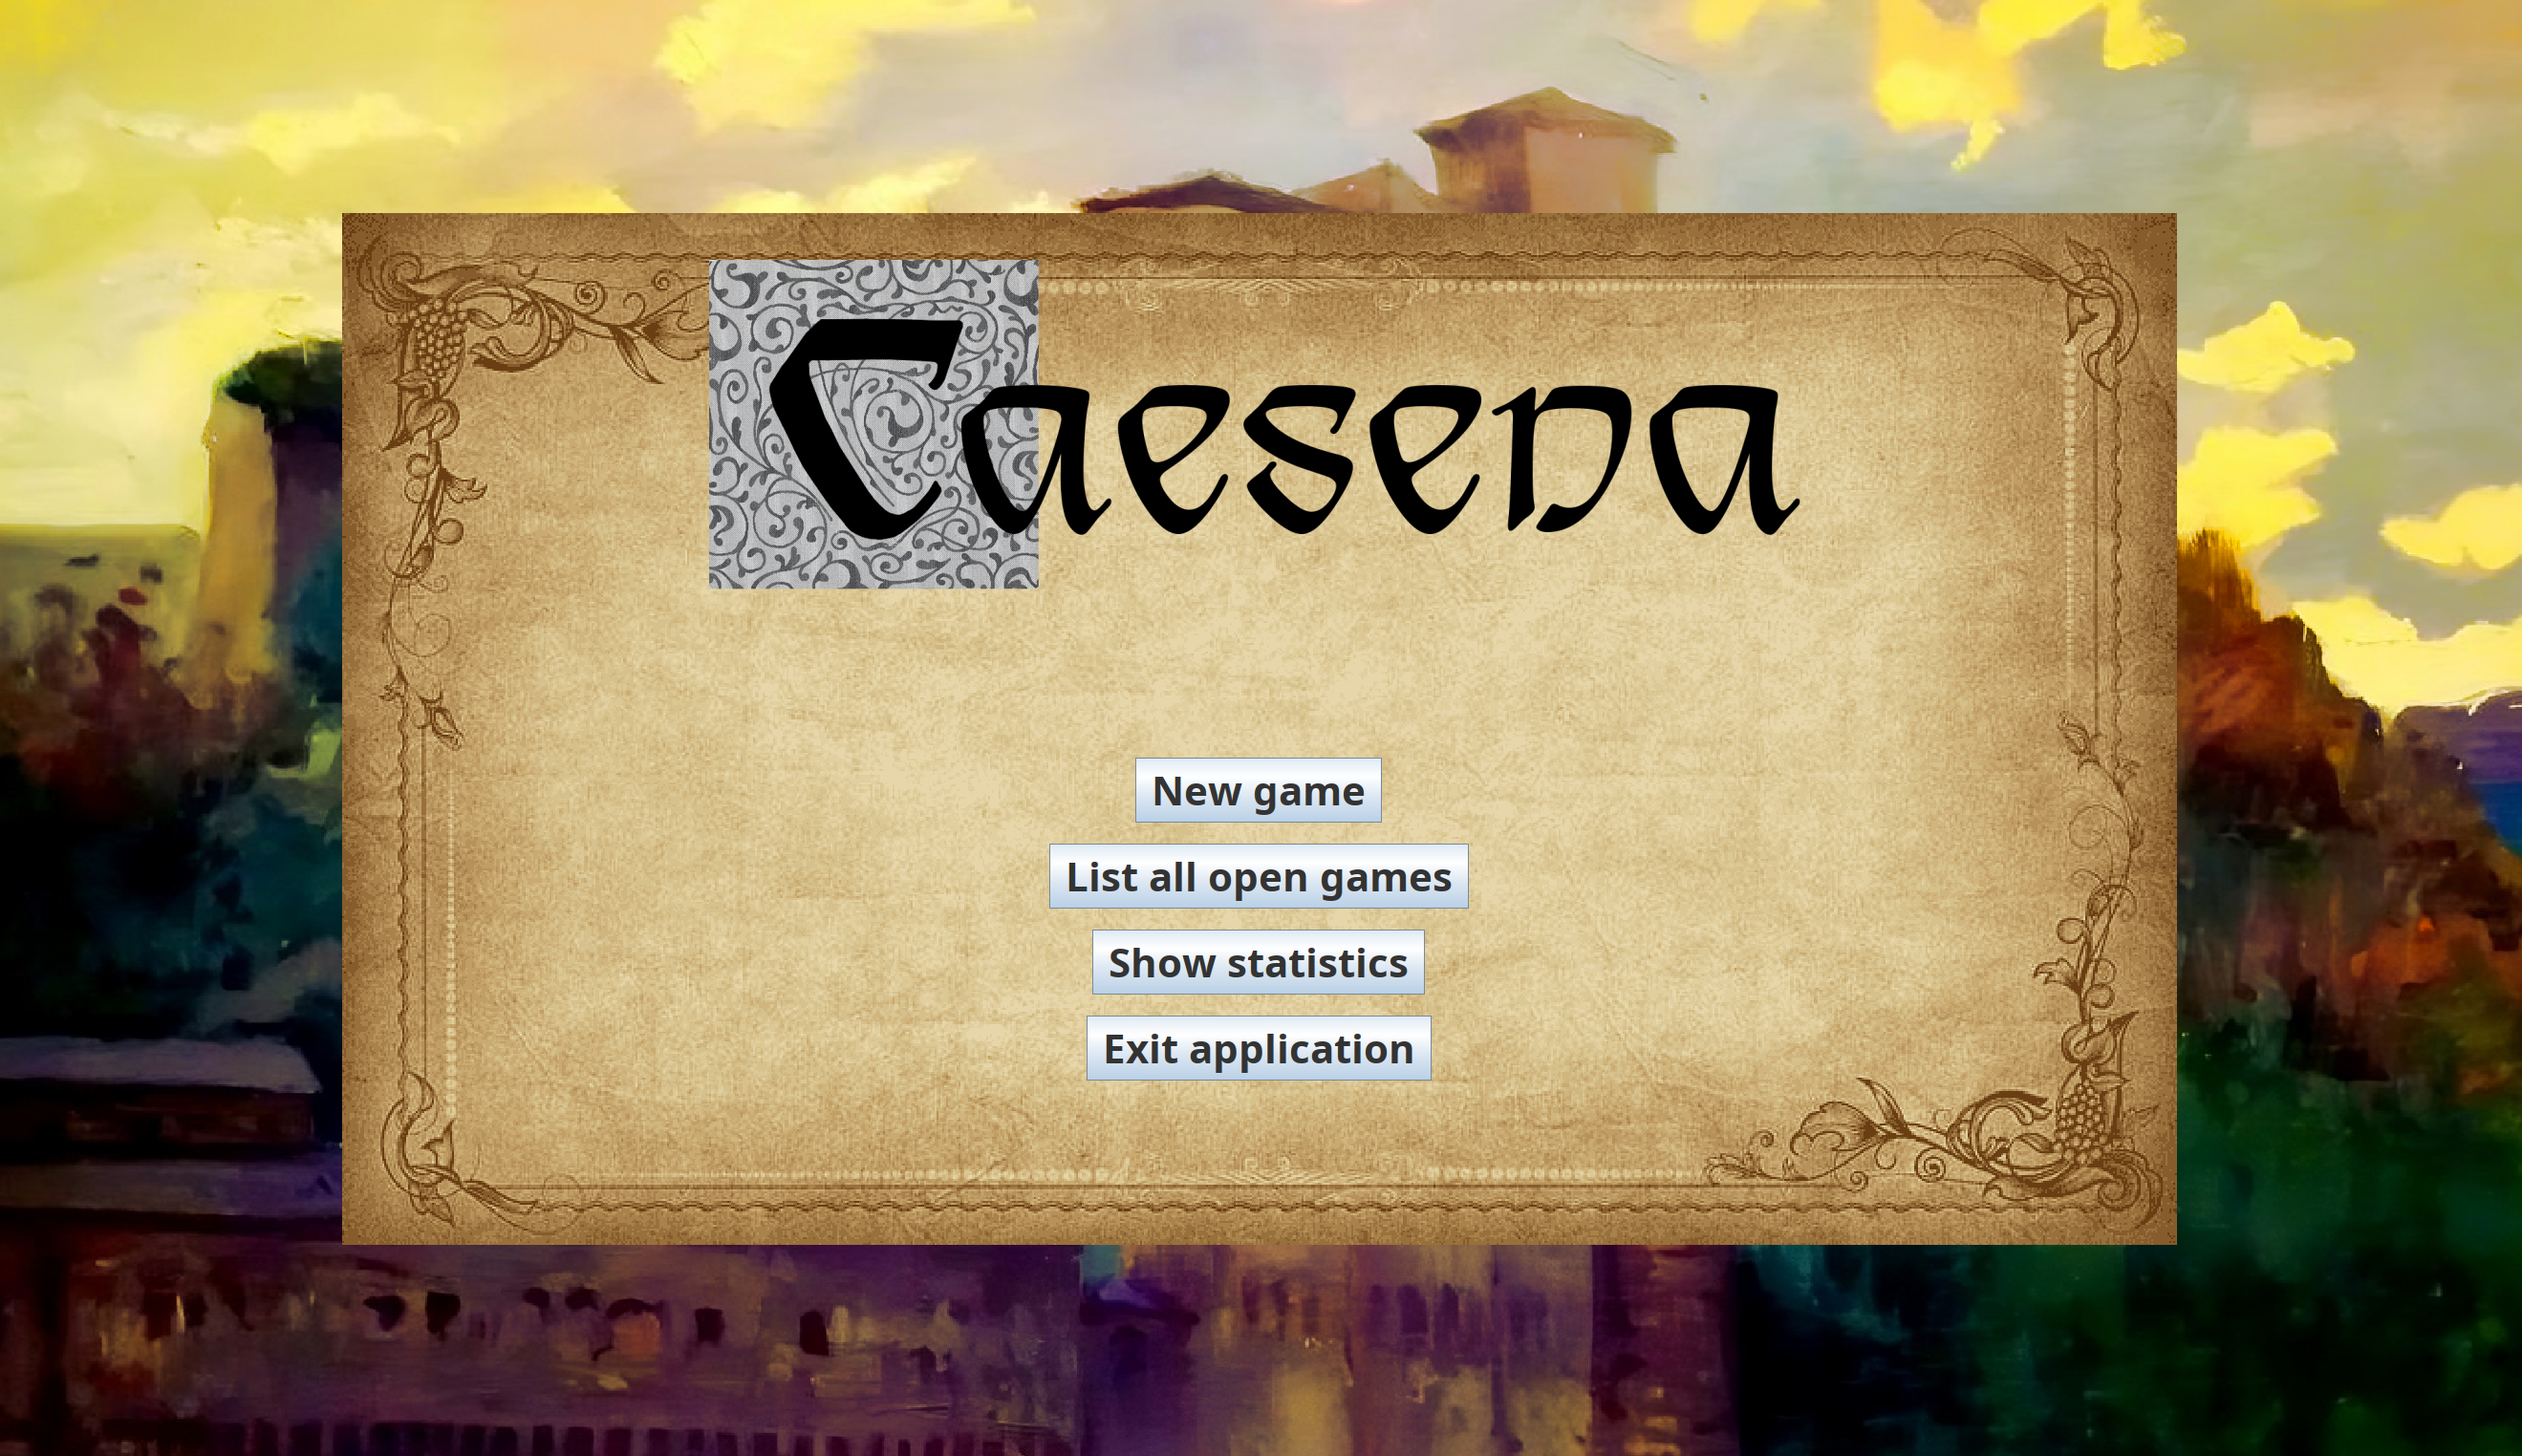 Caesena
New game
List all open games
Show statistics
Exit application